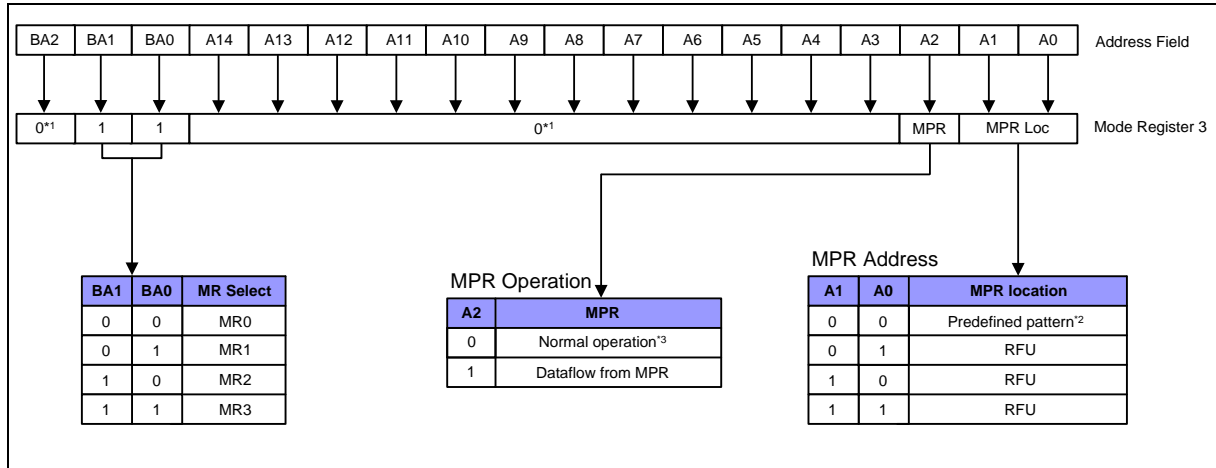 BA2 BA1 BA0 A14 A13 A12 A11 A10 A9 A8 A7 A6 A5 A4 A3 A2 A1 A0 Address Field
0*1 1 1 0*1 MPR MPR Loc Mode Register 3
BA1 BA0 MR Select
0 0 MR0
0 1 MR1
1 0 MR2
1 1 MR3
MPR Operation
A2 MPR
0 Normal operation*3
1 Dataflow from MPR
MPR Address
A1 A0 MPR location
0 0 Predefined pattern*2
0 1 RFU
1 0 RFU
1 1 RFU